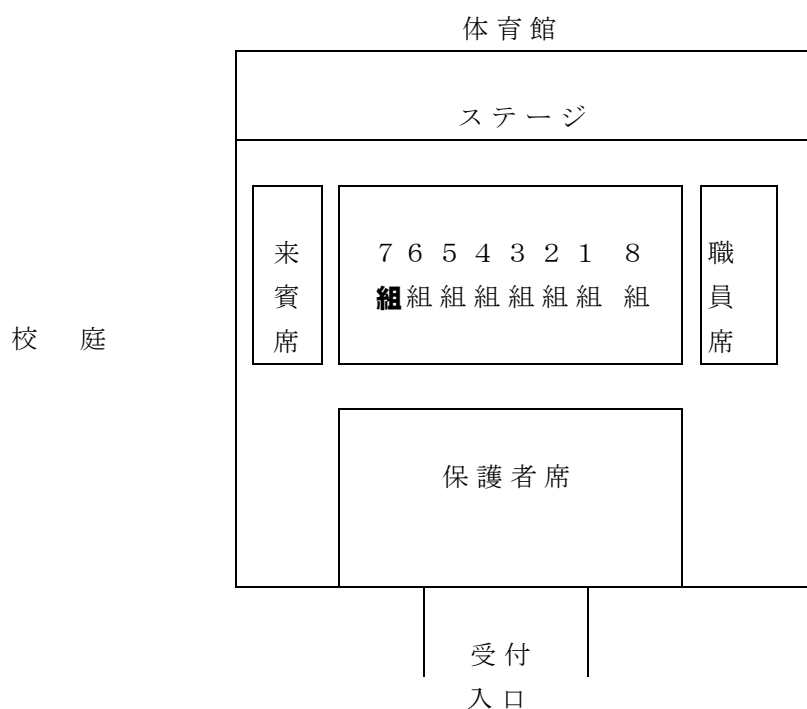 体育館
ステージ
来賓席
7 6 5 4 3 2 1 8
組組組組組組組 組
職員席
校 庭
保護者席
受付
入口